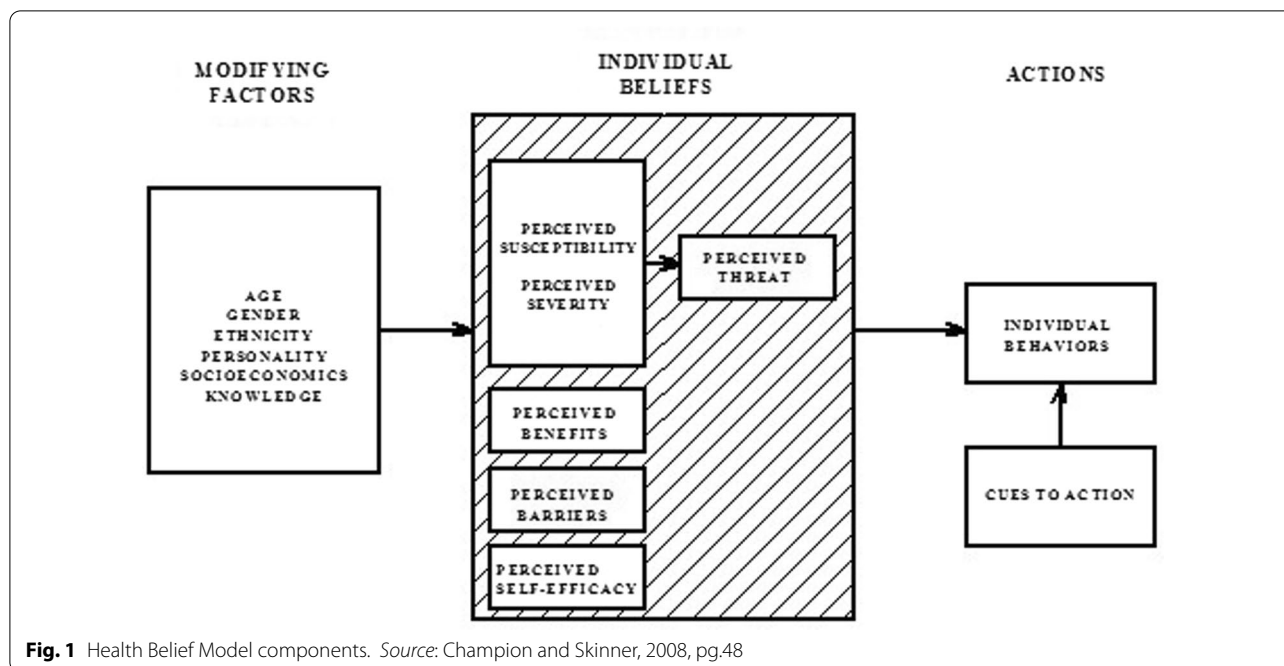 MODIFYING
FACTORS
INDIVIDUAL
BELIEFS
ACTIONS
AGE
GENDER
ETHNICITY
PERSONALITY
SOCIOECONOMICS
KNOWLEDGE
PERCEIVED
SUSCEPTIBILITY
PERCEIVED
SEVERITY
PERCEIVED
THREAT
PERCEIVED
BENEFITS
PERCEIVED
BARRIERS
PERCEIVED
SELF-EFFICACY
INDIVIDUAL
BEHAVIORS
CUES TO ACTION
Fig. 1 Health Belief Model components. Source: Champion and Skinner, 2008, pg.48